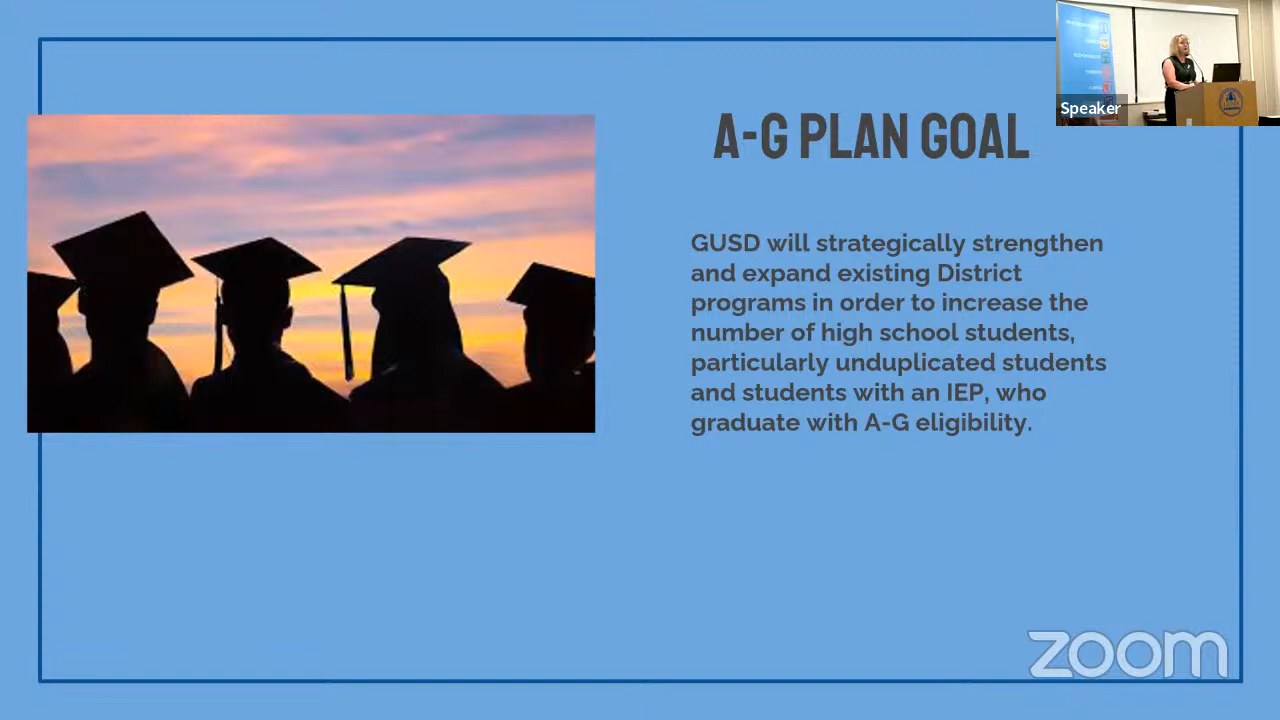 A-G PLAN GOAL
Speaker
GUSD will strategically strengthen
and expand existing District
programs in order to increase the
number of high school students,
particularly unduplicated students
and students with an IEP, who
graduate with A-G eligibility.
zoom